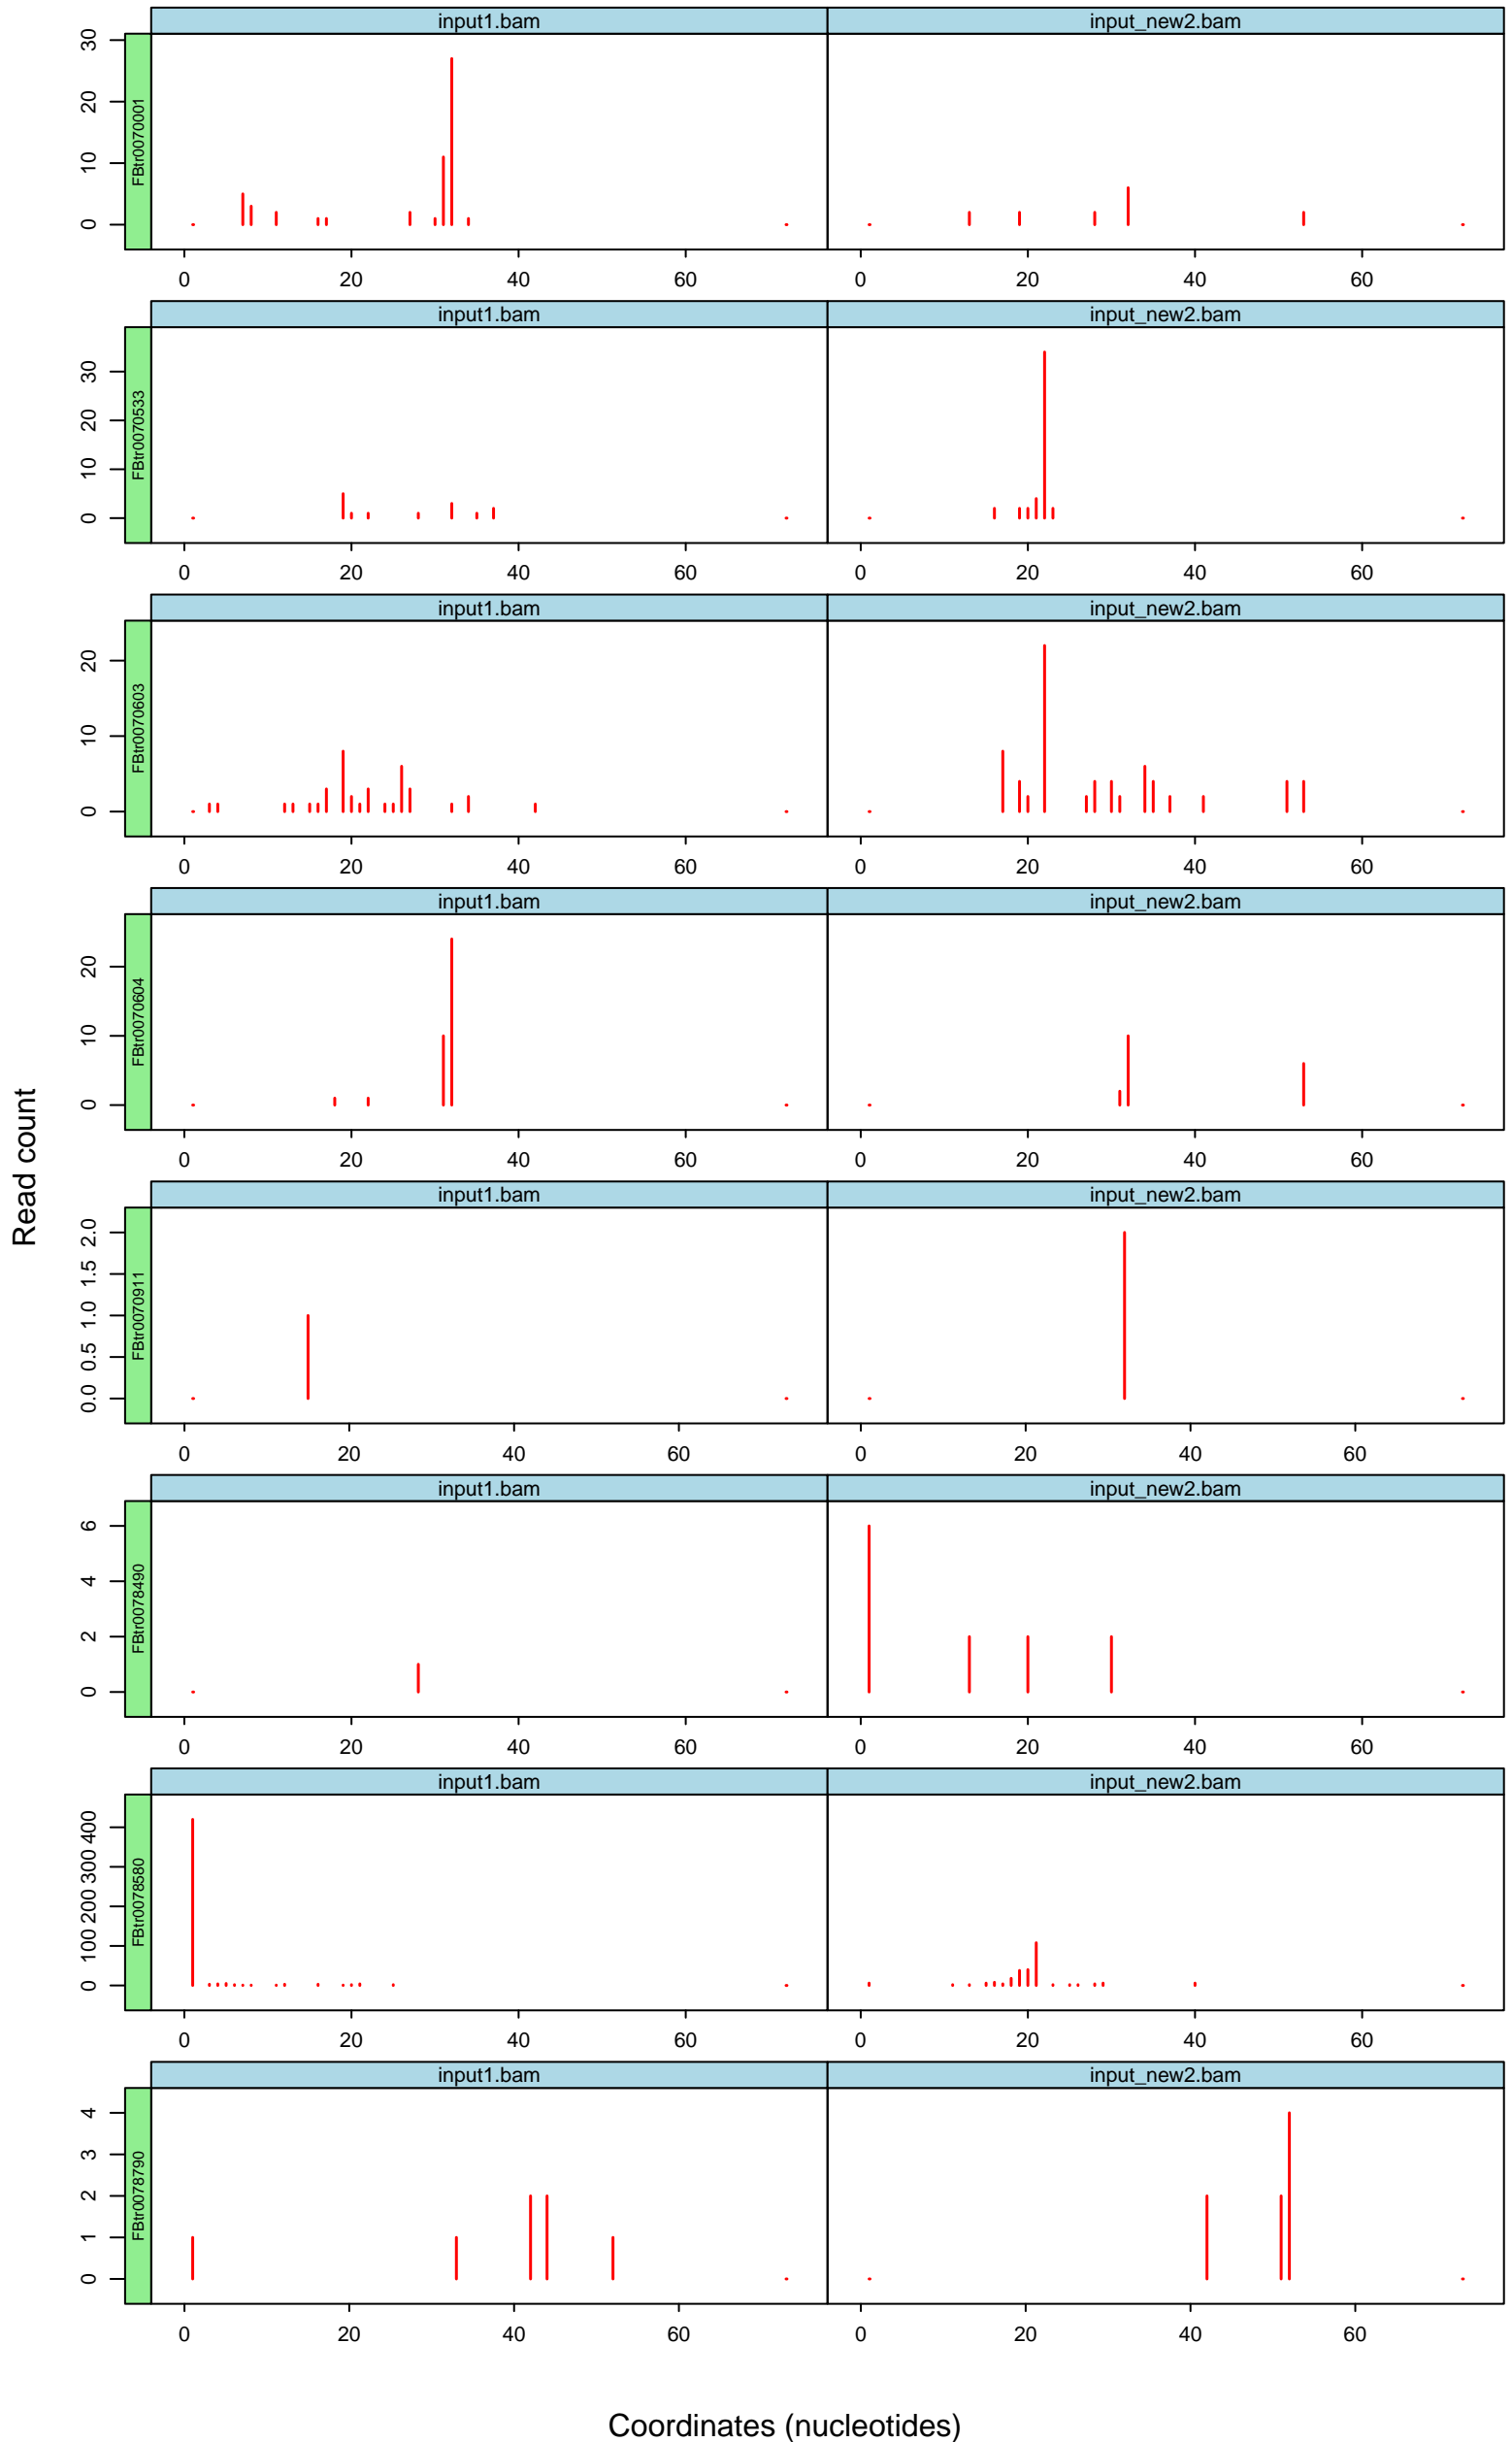 input1.bam input_new2.bam
FBtr0070001
30
20
10
0
0 20 40 60 0 20 40 60
input1.bam input_new2.bam
FBtr0070533
30
20
10
0
0 20 40 60 0 20 40 60
input1.bam input_new2.bam
FBtr0070603
20
10
0
0 20 40 60 0 20 40 60
input1.bam input_new2.bam
FBtr0070604
20
10
0
0 20 40 60 0 20 40 60
Read count
input1.bam input_new2.bam
FBtr0070911
2.0
1.5
1.0
0.5
0.0
0 20 40 60 0 20 40 60
input1.bam input_new2.bam
FBtr0078490
6
4
2
0
0 20 40 60 0 20 40 60
input1.bam input_new2.bam
FBtr0078580
400
300
200
100
0
0 20 40 60 0 20 40 60
input1.bam input_new2.bam
FBtr0078790
4
3
2
1
0
0 20 40 60 0 20 40 60
Coordinates (nucleotides)